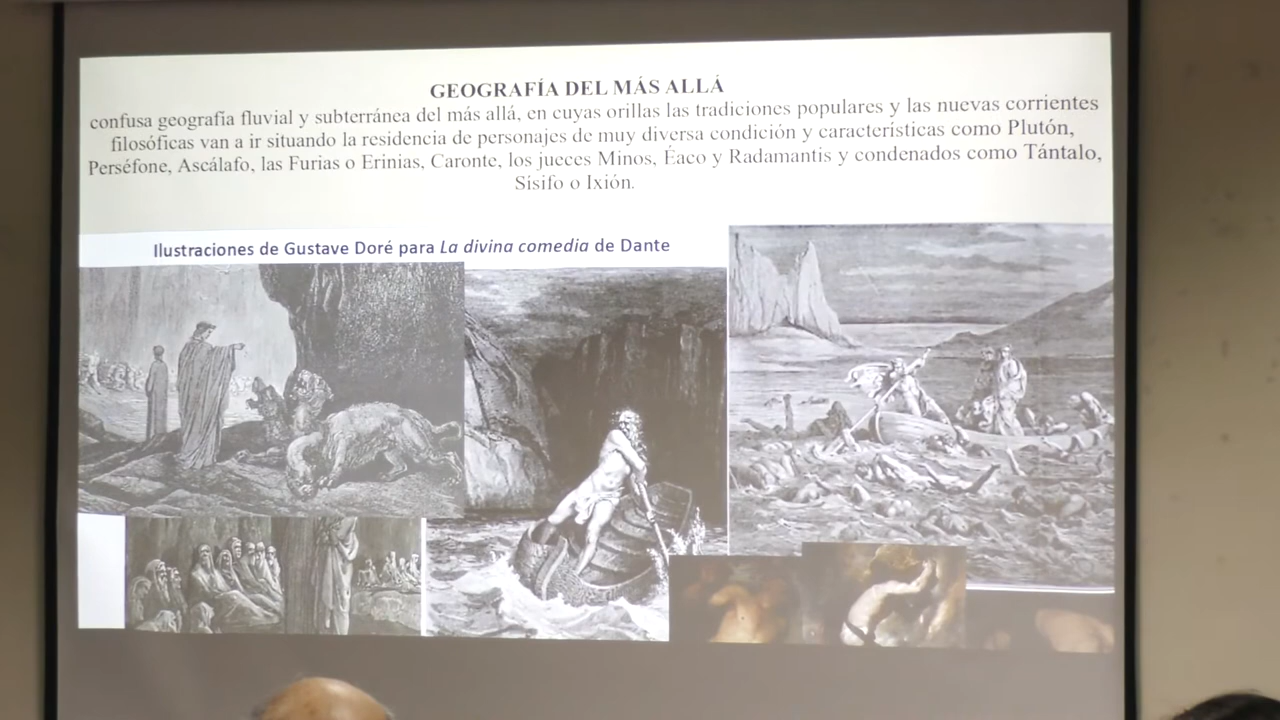 GEOGRAFÍA DEL MÁS ALLÁ
confusa geografía fluvial y subterránea del más allá, en cuyas orillas las tradiciones populares y las nuevas corrientes
filosóficas van a ir situando la residencia de personajes de muy diversa condición y características como Plutón,
Perséfone, Ascálafo, las Furias o Erinias, Caronte, los jueces Minos, Éaco y Radamantis y condenados como Tántalo,
Sísifo o Ixión.
Ilustraciones de Gustave Doré para La divina comedia de Dante